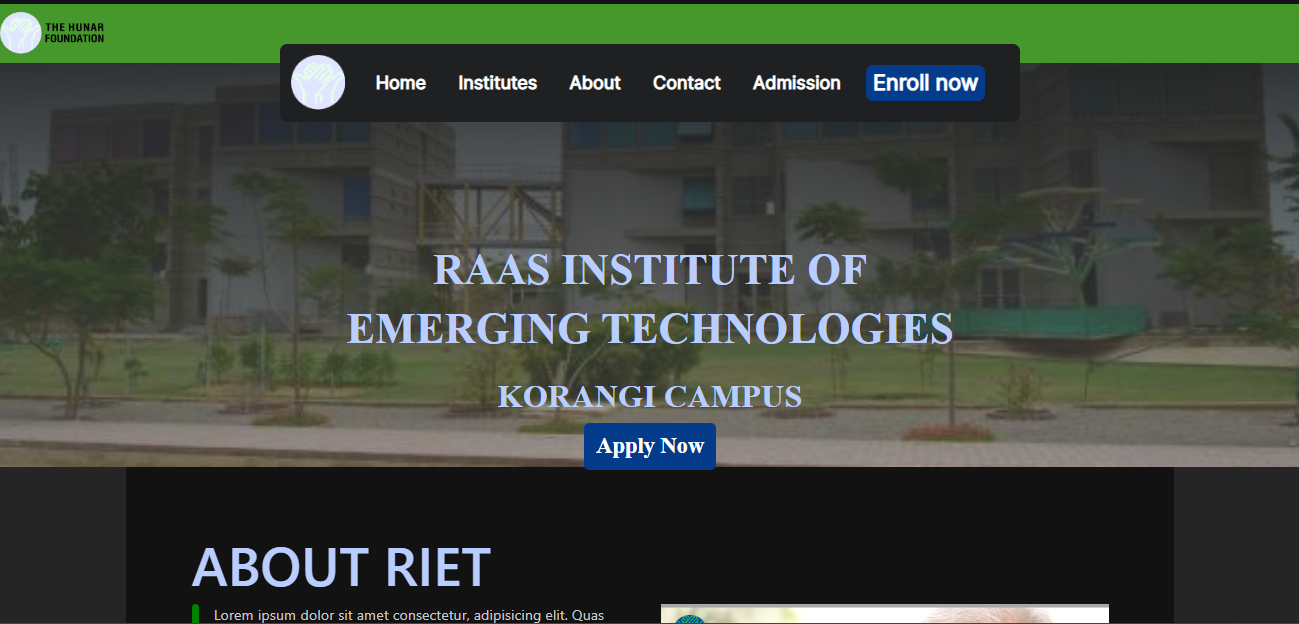 THE HUNAR
FOUNDATION
Home Institutes About Contact Admission Enroll now
RAAS INSTITUTE OF
EMERGING TECHNOLOGIES
KORANGI CAMPUS
Apply Now
ABOUT RIET
Lorem ipsum dolor sit amet consectetur, adipisicing elit. Quas